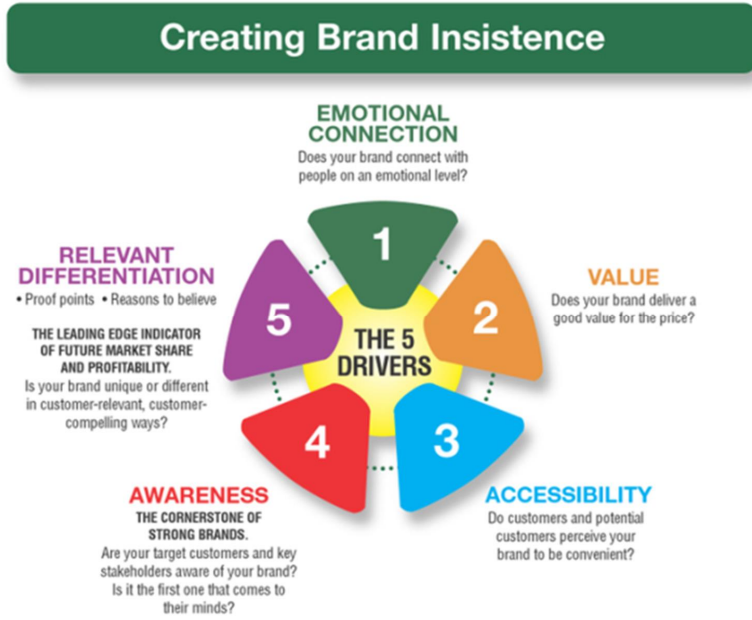 Creating Brand Insistence
EMOTIONAL
CONNECTION
Does your brand connect with
people on an emotional level?
1
VALUE
Does your brand deliver a
good value for the price?
2
ACCESSIBILITY
Do customers and potential
customers perceive your
brand to be convenient?
3
AWARENESS
THE CORNERSTONE OF
STRONG BRANDS.
Are your target customers and key
stakeholders aware of your brand?
Is it the first one that comes to
their minds?
4
RELEVANT
DIFFERENTIATION
• Proof points • Reasons to believe
THE LEADING EDGE INDICATOR
OF FUTURE MARKET SHARE
AND PROFITABILITY.
Is your brand unique or different
in customer-relevant, customer-
compelling ways?
5
THE 5
DRIVERS